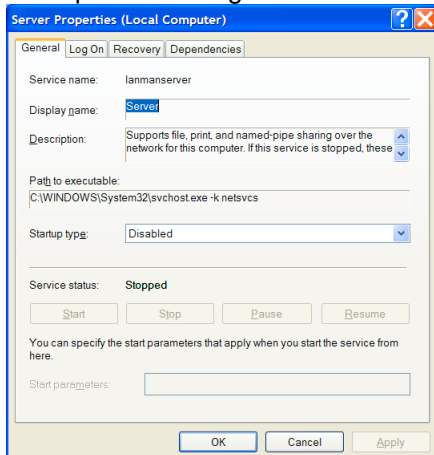 Server Properties (Local Computer)
General Log On Recovery Dependencies
Service name: lanmanserver
Display name: Server
Description: Supports file, print, and named-pipe sharing over the
network for this computer. If this service is stopped, these
Path to executable:
C:\WINDOWS\System32\svchost.exe -k netsvcs
Startup type: Disabled
Service status: Stopped
Start Stop Pause Resume
You can specify the start parameters that apply when you start the service from
here.
Start parameters:
OK Cancel Apply